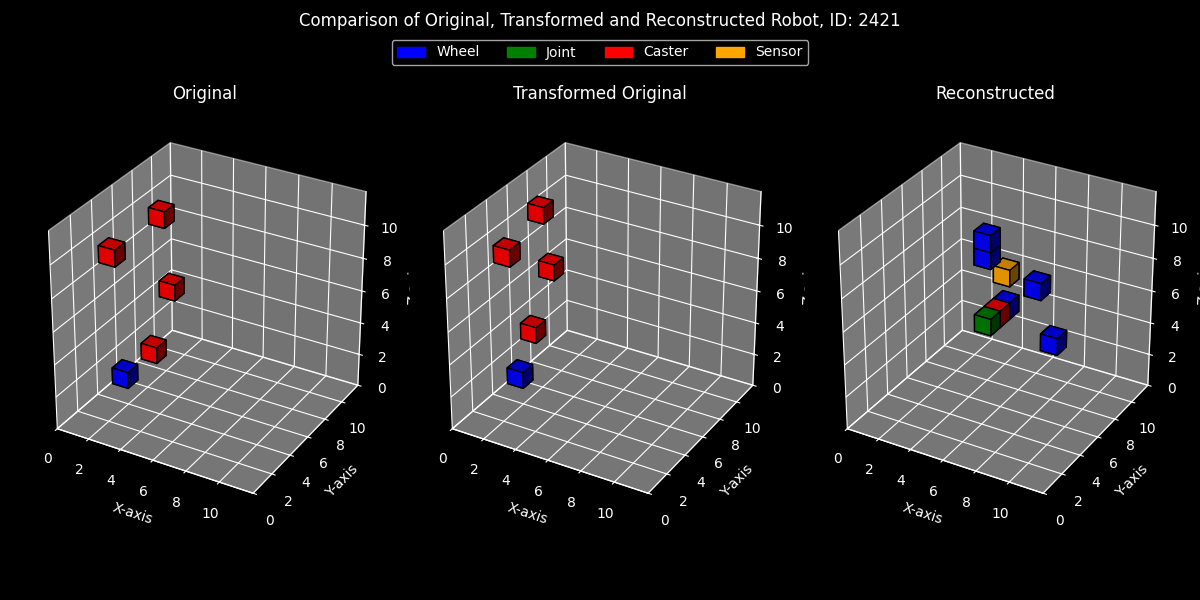 Comparison of Original, Transformed and Reconstructed Robot, ID: 2421
Wheel Joint Caster Sensor
Original Transformed Original Reconstructed
10 10 10
8 8 8
6 6 6
4 4 4
2 2 2
0 0 0
10 10 10
8 8 8
6 6 6
4 4 4
2 2 2
0 0 0
0 2 4 6 8 10 0 2 4 6 8 10 0 2 4 6 8 10
X-axis Y-axis X-axis Y-axis X-axis Y-axis